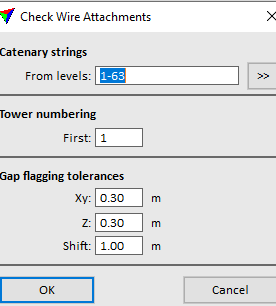 Check Wire Attachments
Catenary strings
From levels: 1-63 >>
Tower numbering
First: 1
Gap flagging tolerances
Xy: 0.30 m
Z: 0.30 m
Shift: 1.00 m
OK Cancel